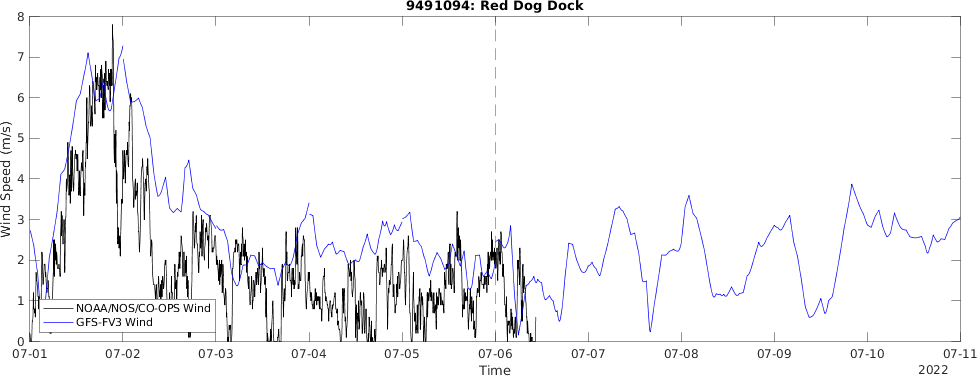 9491094: Red Dog Dock
8
7
6
5
4
3
2
1
0
Wind Speed (m/s)
NOAA/NOS/CO-OPS Wind
GFS-FV3 Wind
07-01 07-02 07-03 07-04 07-05 07-06 07-07 07-08 07-09 07-10 07-11
Time
2022